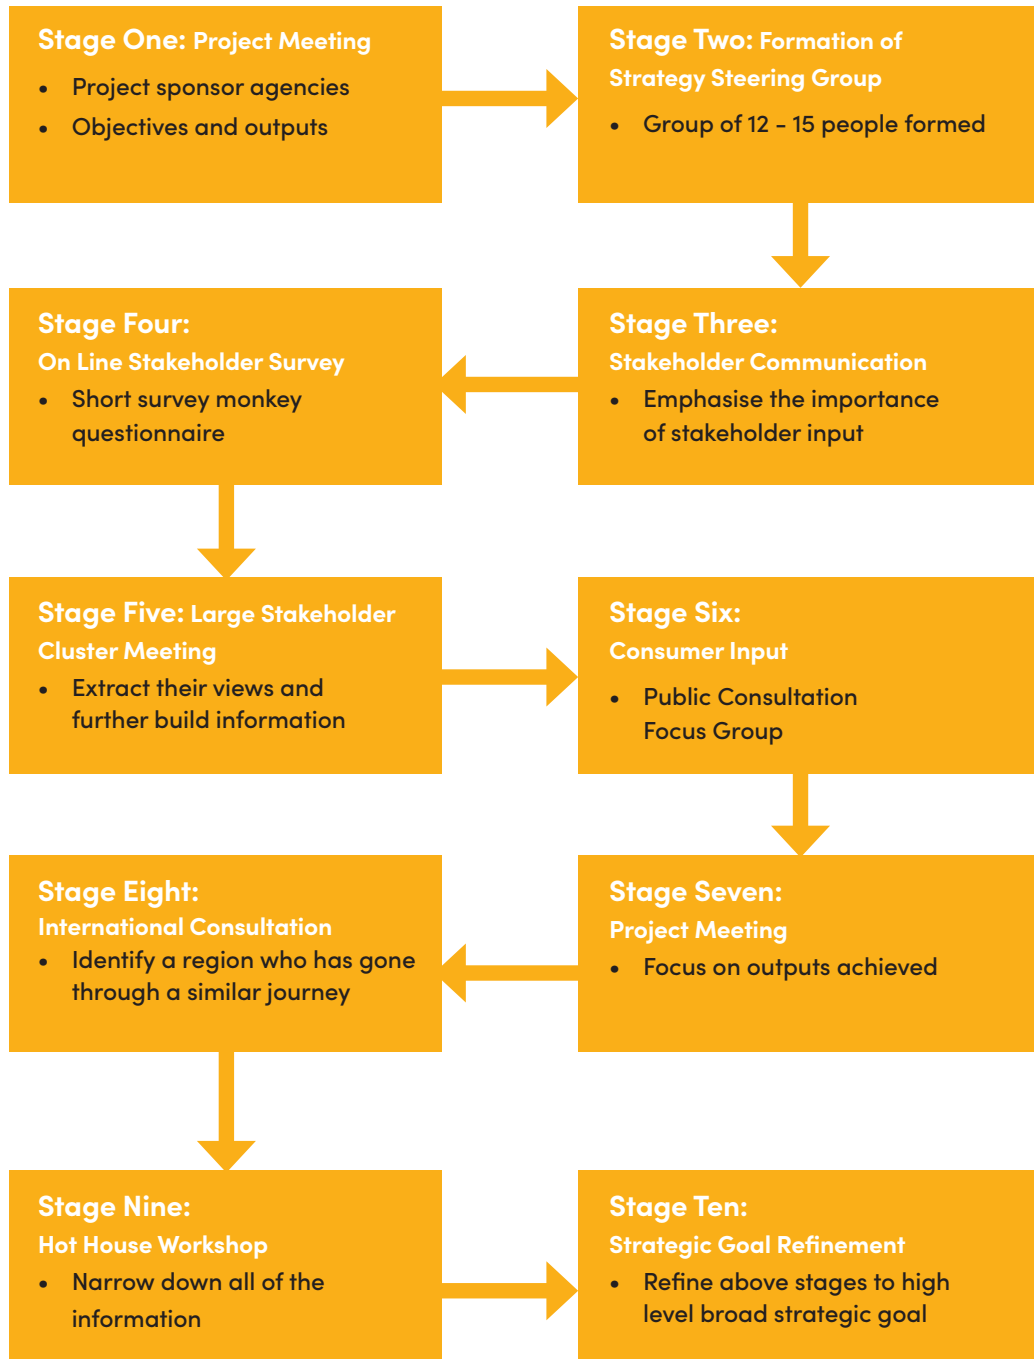 Stage One: Project Meeting
• Project sponsor agencies
• Objectives and outputs
Stage Two: Formation of
Strategy Steering Group
• Group of 12 - 15 people formed
Stage Three:
Stakeholder Communication
• Emphasise the importance
of stakeholder input
Stage Four:
On Line Stakeholder Survey
• Short survey monkey
questionnaire
Stage Five: Large Stakeholder
Cluster Meeting
• Extract their views and
further build information
Stage Six:
Consumer Input
• Public Consultation
Focus Group
Stage Seven:
Project Meeting
• Focus on outputs achieved
Stage Eight:
International Consultation
• Identify a region who has gone
through a similar journey
Stage Nine:
Hot House Workshop
• Narrow down all of the
information
Stage Ten:
Strategic Goal Refinement
• Refine above stages to high
level broad strategic goal